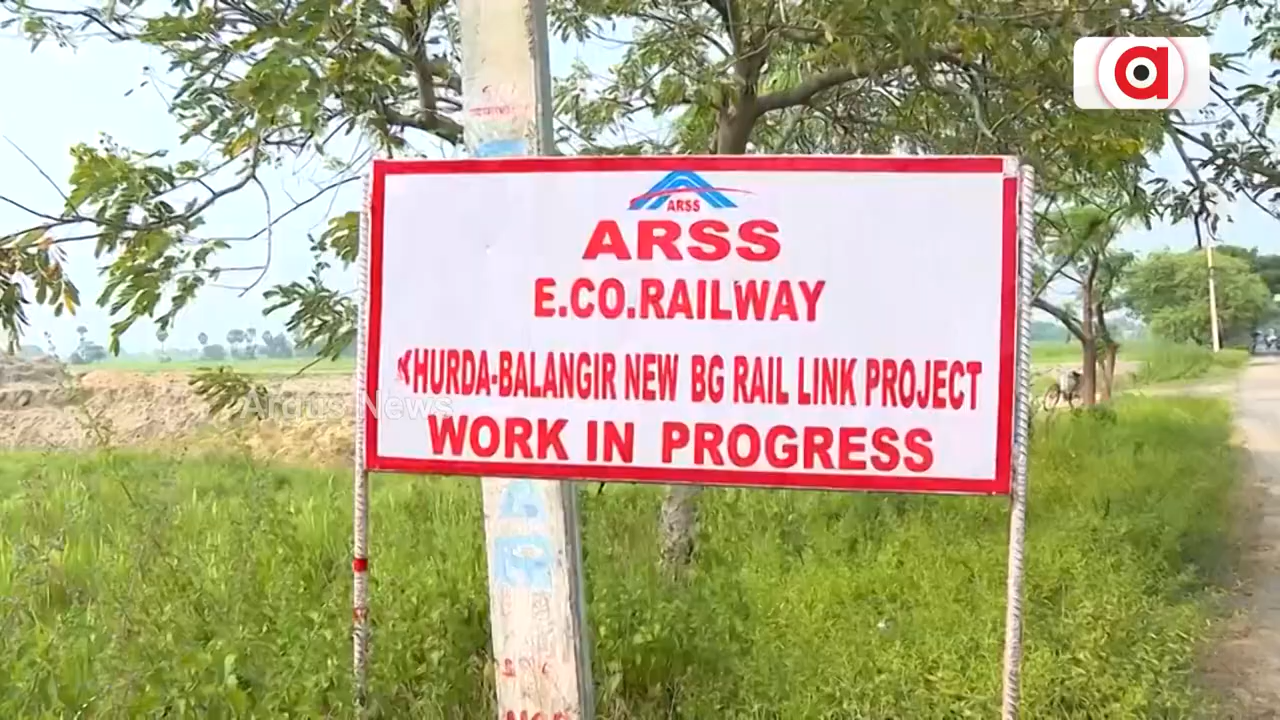 a
ARSS
ARSS
E.CO.RAILWAY
KHURDA-BALANGIR NEW BG RAIL LINK PROJECT
WORK IN PROGRESS
Argus News